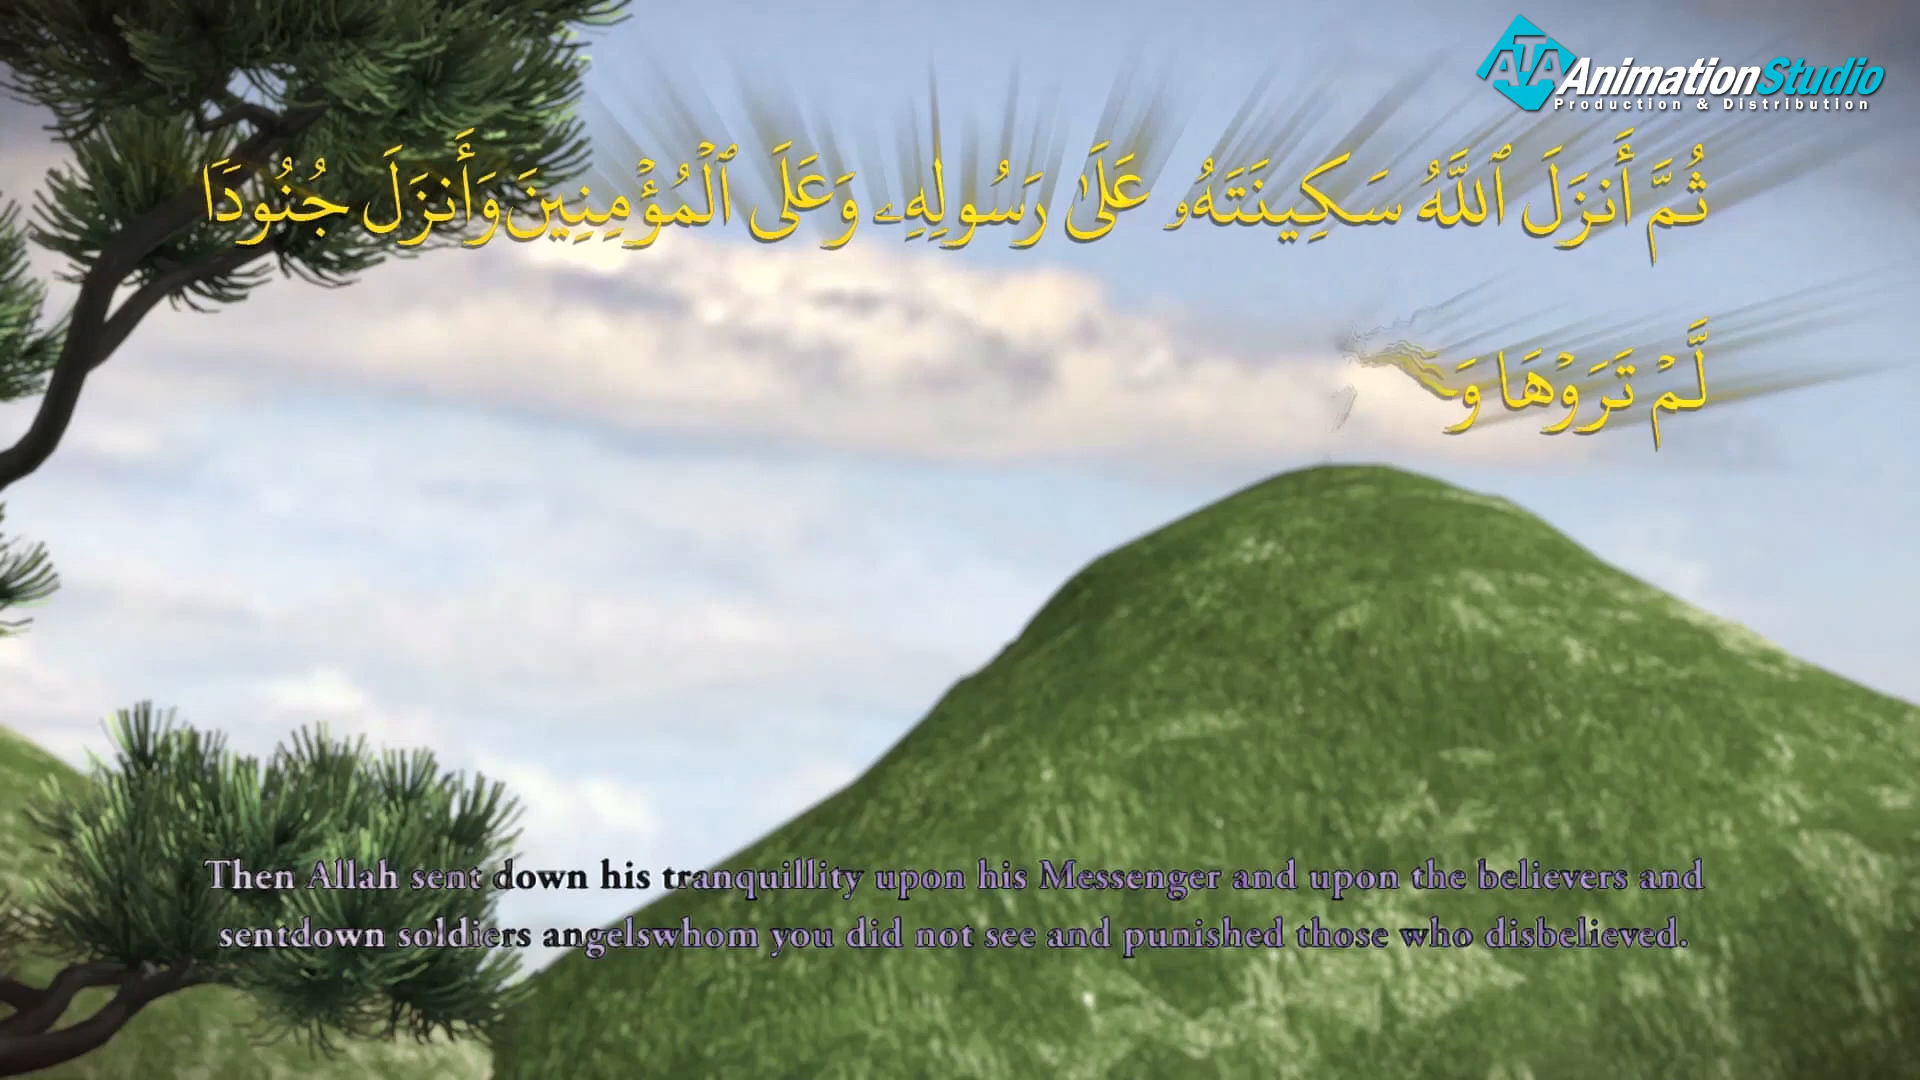 ATA AnimationStudio
Production & Distribution
ثُمَّ أَنزَلَ ٱللَّهُ سَكِينَتَهُۥ عَلَىٰ رَسُولِهِۦ وَعَلَى ٱلْمُؤْمِنِينَ وَأَنزَلَ جُنُودًا
لَّمْ تَرَوْهَا وَ
Then Allah sent down his tranquillity upon his Messenger and upon the believers and
sentdown soldiers angelswhom you did not see and punished those who disbelieved.